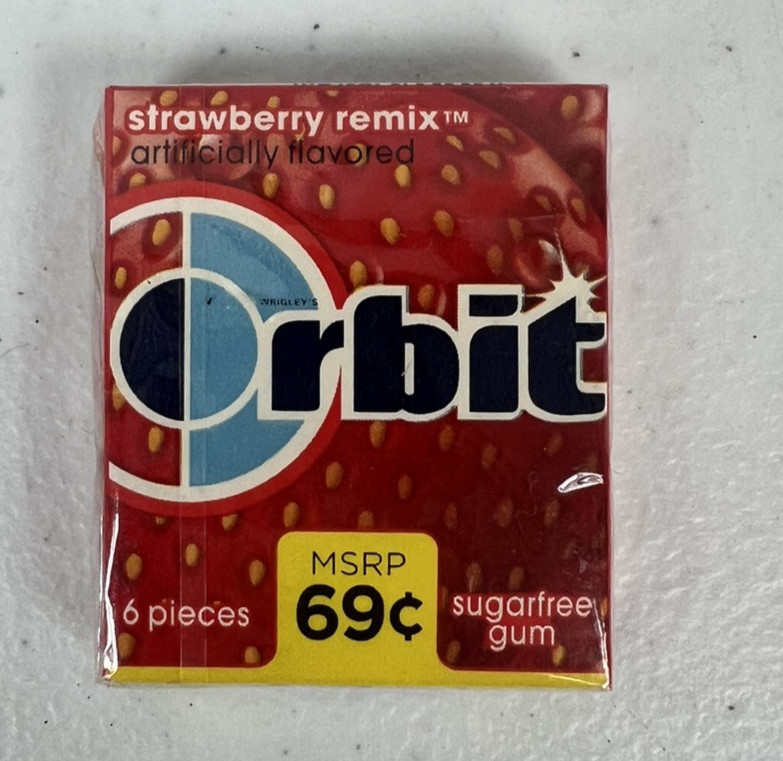 strawberry remix™
artificially flavored
WRIGLEY'S
Orbit
MSRP
69¢
6 pieces
sugarfree
gum